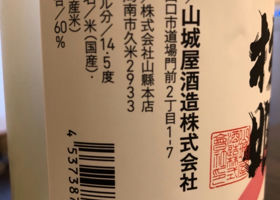 /山城屋酒造株式会社
口市道場門前2丁目1-7
/株式会社山縣本店
南市久米2933
ル分/14.5度
/米(国産)・
産米)
合/60%
453738